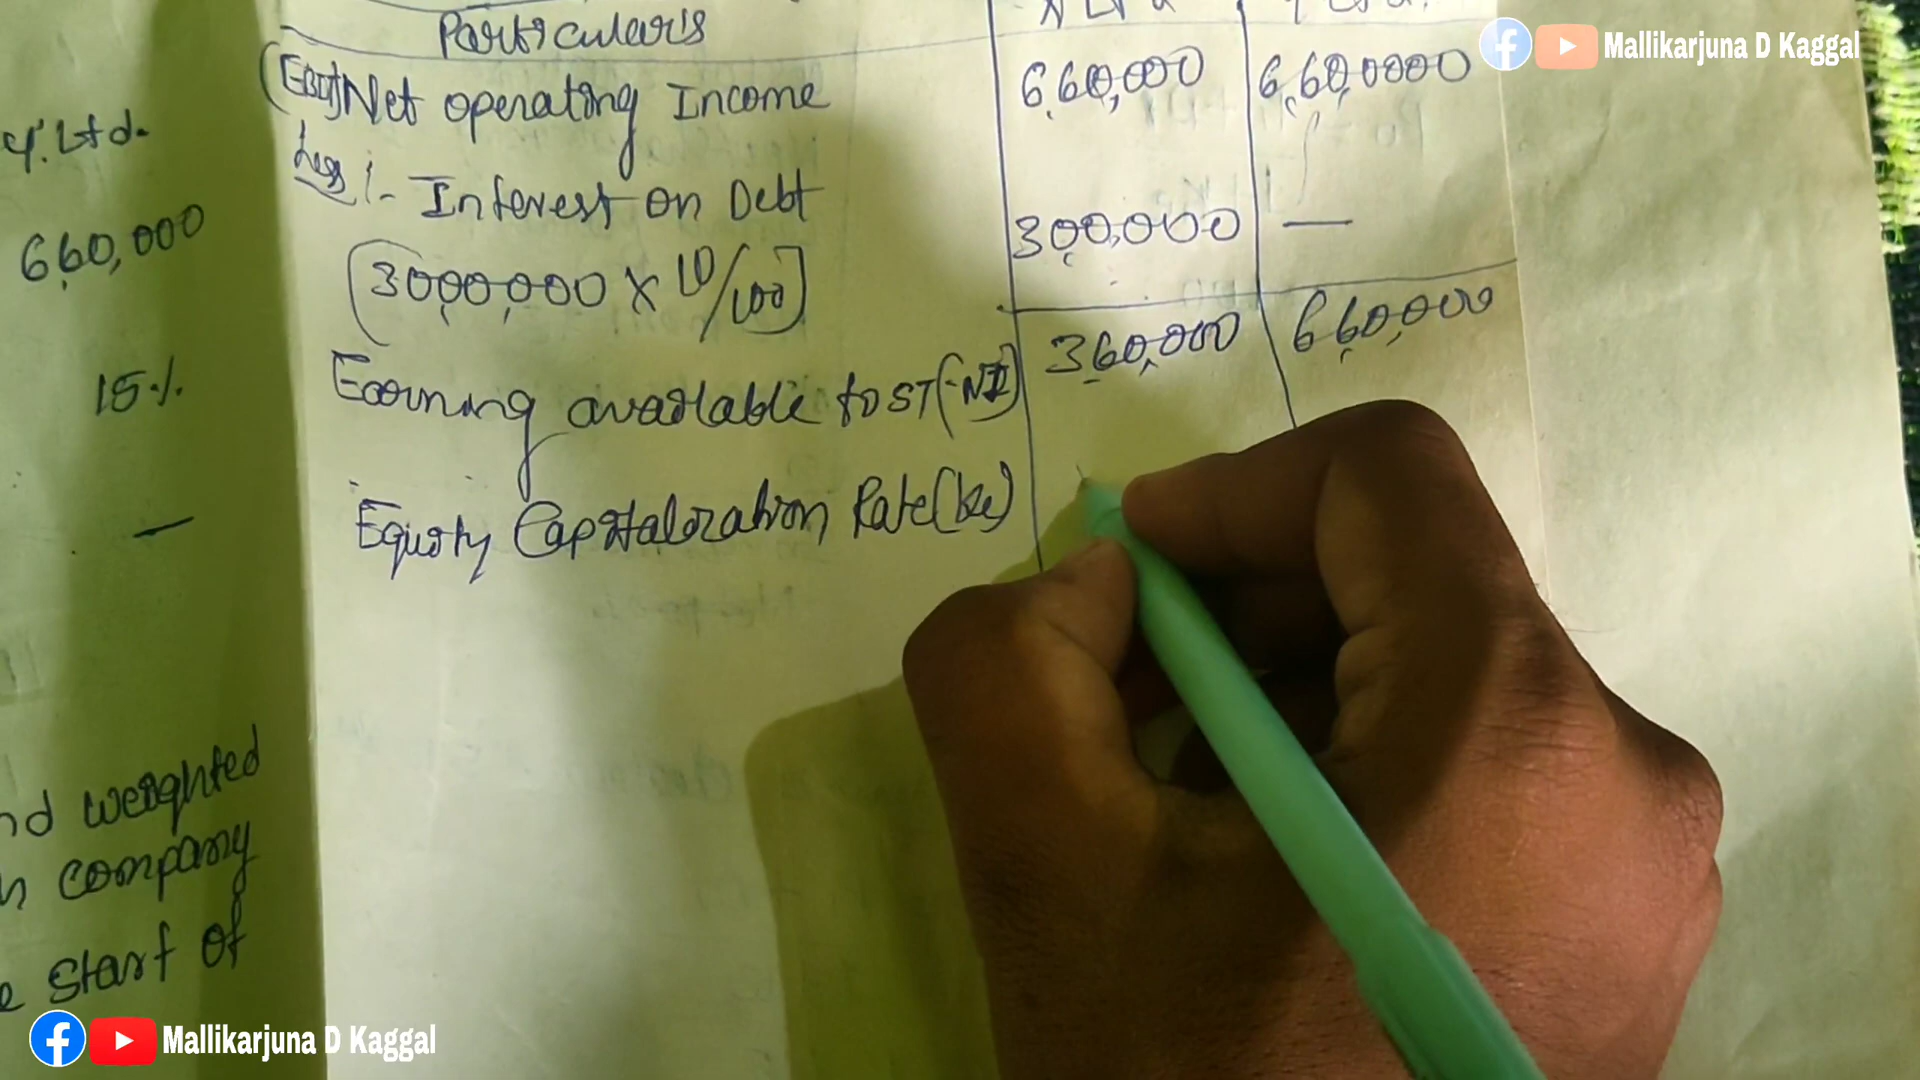 Y. Ltd.
660,000
15%
—
weighted
company
start of
Particulars
(Ebit) Net operating Income 6,60,000 6,60,0000
Less :- Interest on Debt
[3000,000 x 10/100] 300,000 —
Earning available to ST (NI) 360,000 660,000
Equity Capitalization Rate (ke)
Mallikarjuna D Kaggal
Mallikarjuna D Kaggal